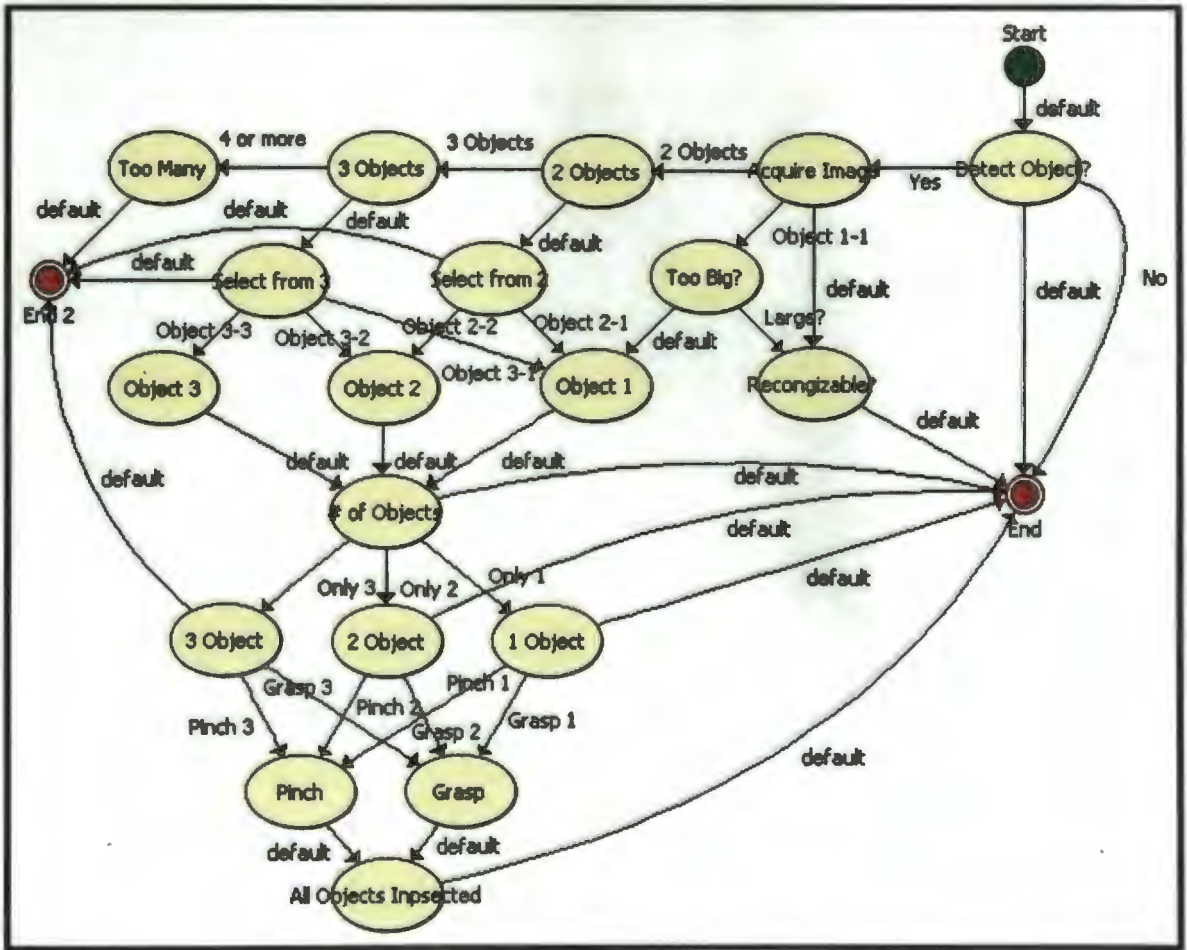 Start
default
4 or more
3 Objects
2 Objects
Yes
Too Many
3 Objects
2 Objects
Acquire Image
Detect Object?
default
default
default
default
Object 1-1
default
Select from 3
Select from 2
Too Big?
default
default
No
End 2
Object 3-3
Object 3-2
Object 2-2
Object 2-1
Large?
default
Object 3-1
Object 3
Object 2
Object 1
Recongizable?
default
default
default
default
default
default
# of Objects
default
End
Only 3
Only 2
Only 1
default
3 Object
2 Object
1 Object
Grasp 3
Pinch 1
Pinch 3
Pinch 2
Grasp 2
Grasp 1
default
Pinch
Grasp
default
default
All Objects Inpsected